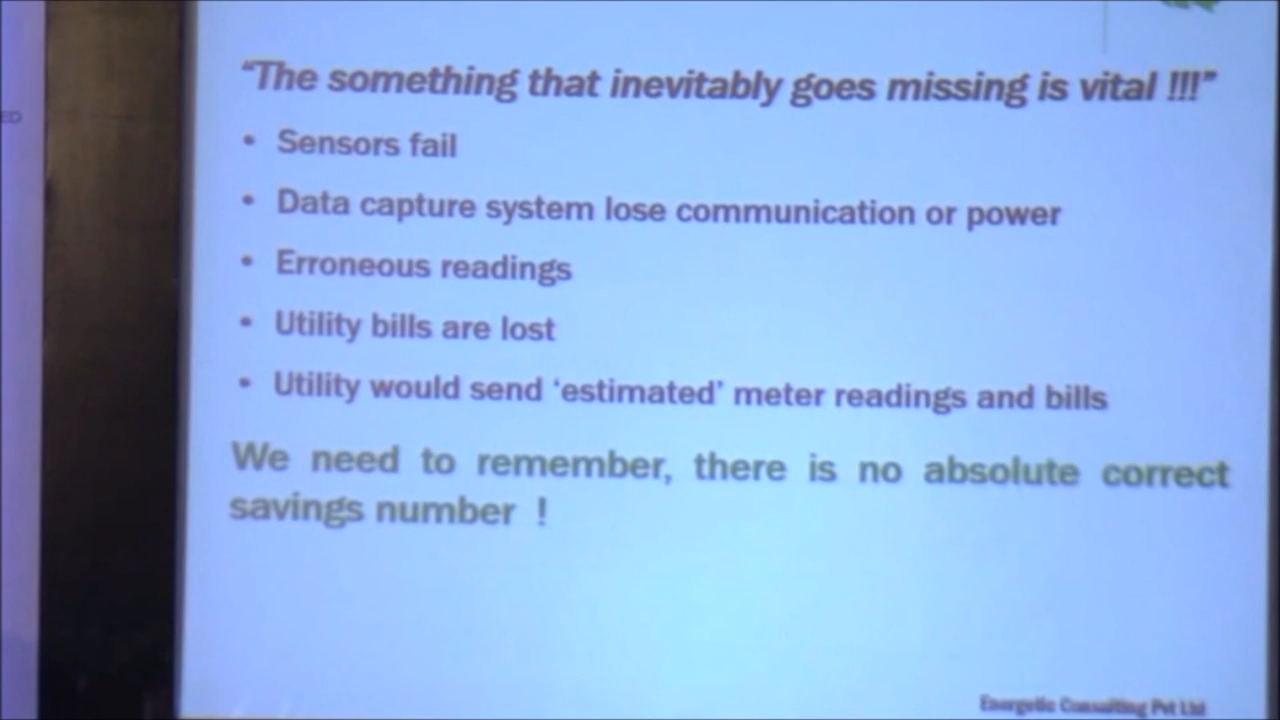 ED
“The something that inevitably goes missing is vital !!!”
• Sensors fail
• Data capture system lose communication or power
• Erroneous readings
• Utility bills are lost
• Utility would send ‘estimated’ meter readings and bills
We need to remember, there is no absolute correct
savings number !
Energetic Consulting Pvt Ltd